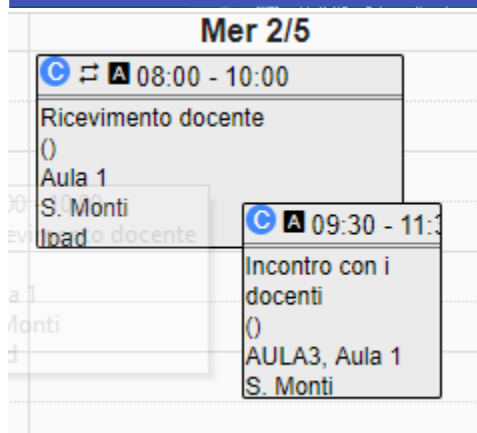 Mer 2/5
C A 08:00 - 10:00
Ricevimento docente
()
Aula 1
S. Monti
Ipad
C A 09:30 - 11:3
Incontro con i
docenti
()
AULA3, Aula 1
S. Monti